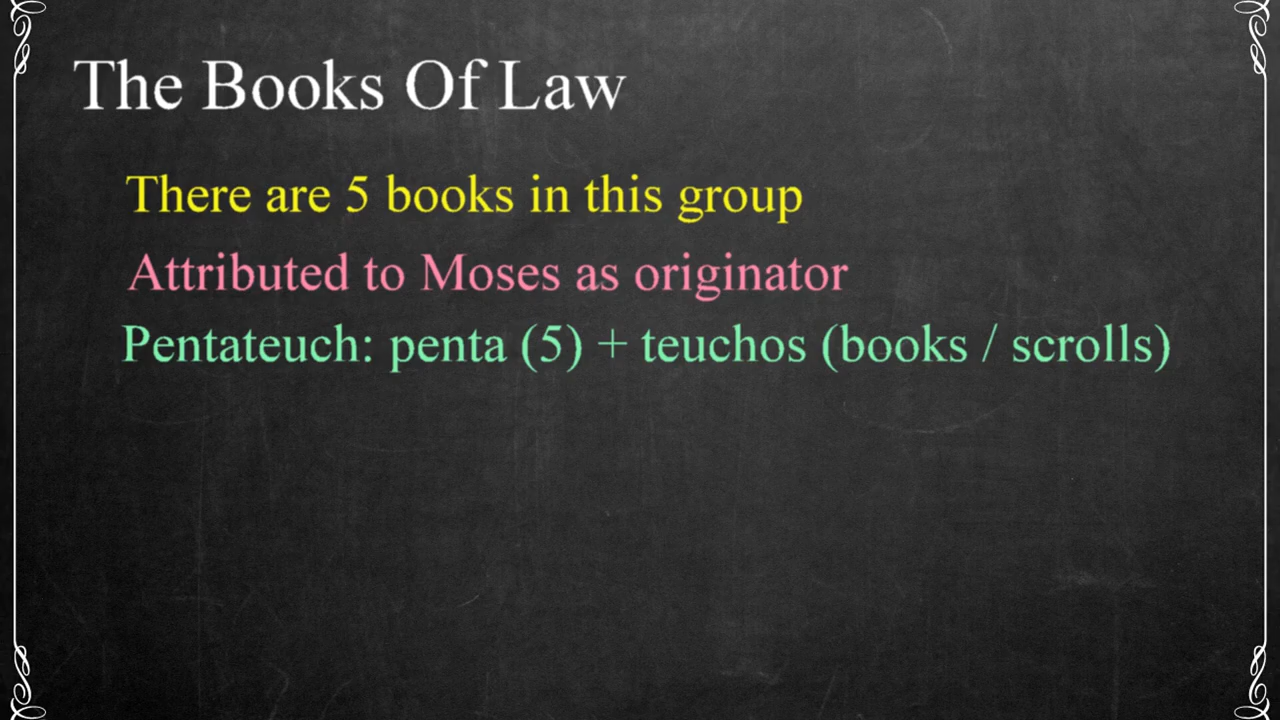 The Books Of Law
There are 5 books in this group
Attributed to Moses as originator
Pentateuch: penta (5) + teuchos (books / scrolls)